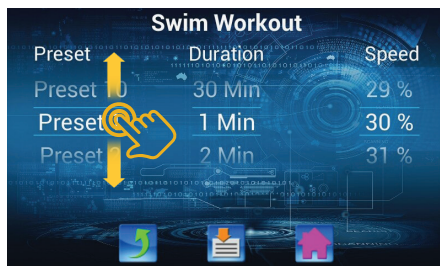 Swim Workout
Preset Duration Speed
Preset 10 30 Min 29 %
Preset 1 Min 30 %
Preset 2 Min 31 %